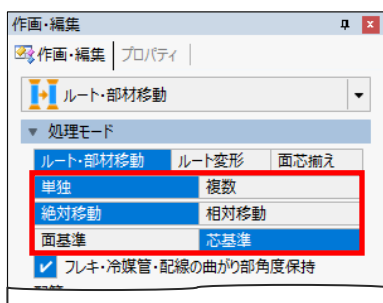 作画・編集
作画・編集 プロパティ
ルート・部材移動
処理モード
ルート・部材移動 ルート変形 面芯揃え
単独 複数
絶対移動 相対移動
面基準 芯基準
フレキ・冷媒管・配線の曲がり部角度保持